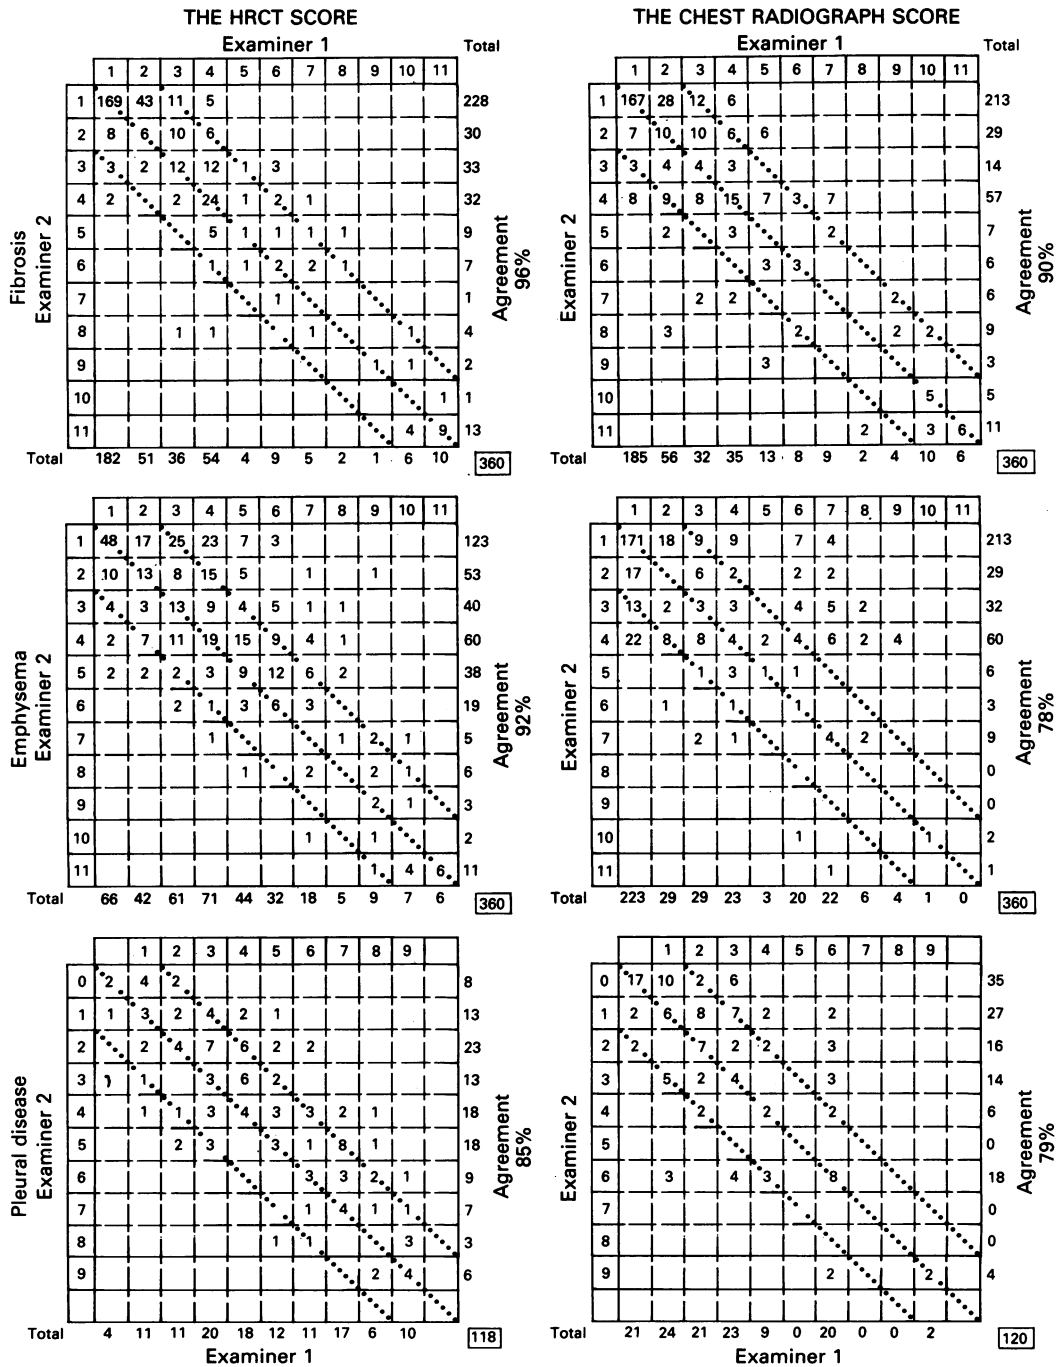 THE HRCT SCORE
Examiner 1 Total
1 2 3 4 5 6 7 8 9 10 11
1 169 43 11 5 228
2 8 6 10 6 30
3 3 2 12 12 1 3 33
4 2 2 24 1 2 1 32
5 5 1 1 1 1 9
6 1 1 2 2 1 7
7 1 1
8 1 1 1 1 4
9 1 1 2
10 1 1
11 4 9 13
Total 182 51 36 54 4 9 5 2 1 6 10 360
Fibrosis
Examiner 2
Agreement
96%
THE CHEST RADIOGRAPH SCORE
Examiner 1 Total
1 2 3 4 5 6 7 8 9 10 11
1 167 28 12 6 213
2 7 10 10 6 6 29
3 3 4 4 3 14
4 8 9 8 15 7 3 7 57
5 2 3 2 7
6 3 3 6
7 2 2 2 6
8 3 2 2 2 9
9 3 3
10 5 5
11 2 3 6 11
Total 185 56 32 35 13 8 9 2 4 10 6 360
Examiner 2
Agreement
90%
1 2 3 4 5 6 7 8 9 10 11
1 48 17 25 23 7 3 123
2 10 13 8 15 5 1 1 53
3 4 3 13 9 4 5 1 1 40
4 2 7 11 19 15 9 4 1 60
5 2 2 2 3 9 12 6 2 38
6 2 1 3 6 3 19
7 1 1 2 1 5
8 1 2 2 1 6
9 2 1 3
10 1 1 2
11 1 4 6 11
Total 66 42 61 71 44 32 18 5 9 7 6 360
Emphysema
Examiner 2
Agreement
92%
1 2 3 4 5 6 7 8 9 10 11
1 171 18 9 9 7 4 213
2 17 6 2 2 2 29
3 13 2 3 3 4 5 2 32
4 22 8 8 4 2 4 6 2 4 60
5 1 3 1 1 6
6 1 1 1 3
7 2 1 4 2 9
8 0
9 0
10 1 1 2
11 1 1
Total 223 29 29 23 3 20 22 6 4 1 0 360
Examiner 2
Agreement
78%
1 2 3 4 5 6 7 8 9
0 2 4 2 8
1 1 3 2 4 2 1 13
2 2 4 7 6 2 2 23
3 1 1 3 6 2 13
4 1 1 3 4 3 3 2 1 18
5 2 3 3 1 8 1 18
6 3 3 2 1 9
7 1 4 1 1 7
8 1 1 3 3
9 2 4 6
Total 4 11 11 20 18 12 11 17 6 10 118
Examiner 1
Pleural disease
Examiner 2
Agreement
85%
1 2 3 4 5 6 7 8 9
0 17 10 2 6 35
1 2 6 8 7 2 2 27
2 2 7 2 2 3 16
3 5 2 4 3 14
4 2 2 2 6
5 0
6 3 4 3 8 18
7 0
8 0
9 2 2 4
Total 21 24 21 23 9 0 20 0 0 2 120
Examiner 1
Examiner 2
Agreement
79%